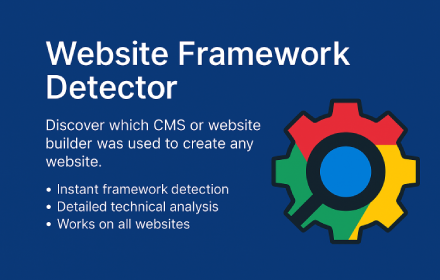 Website Framework
Detector
Discover which CMS or website
builder was used to create any
website.
• Instant framework detection
• Detailed technical analysis
• Works on all websites